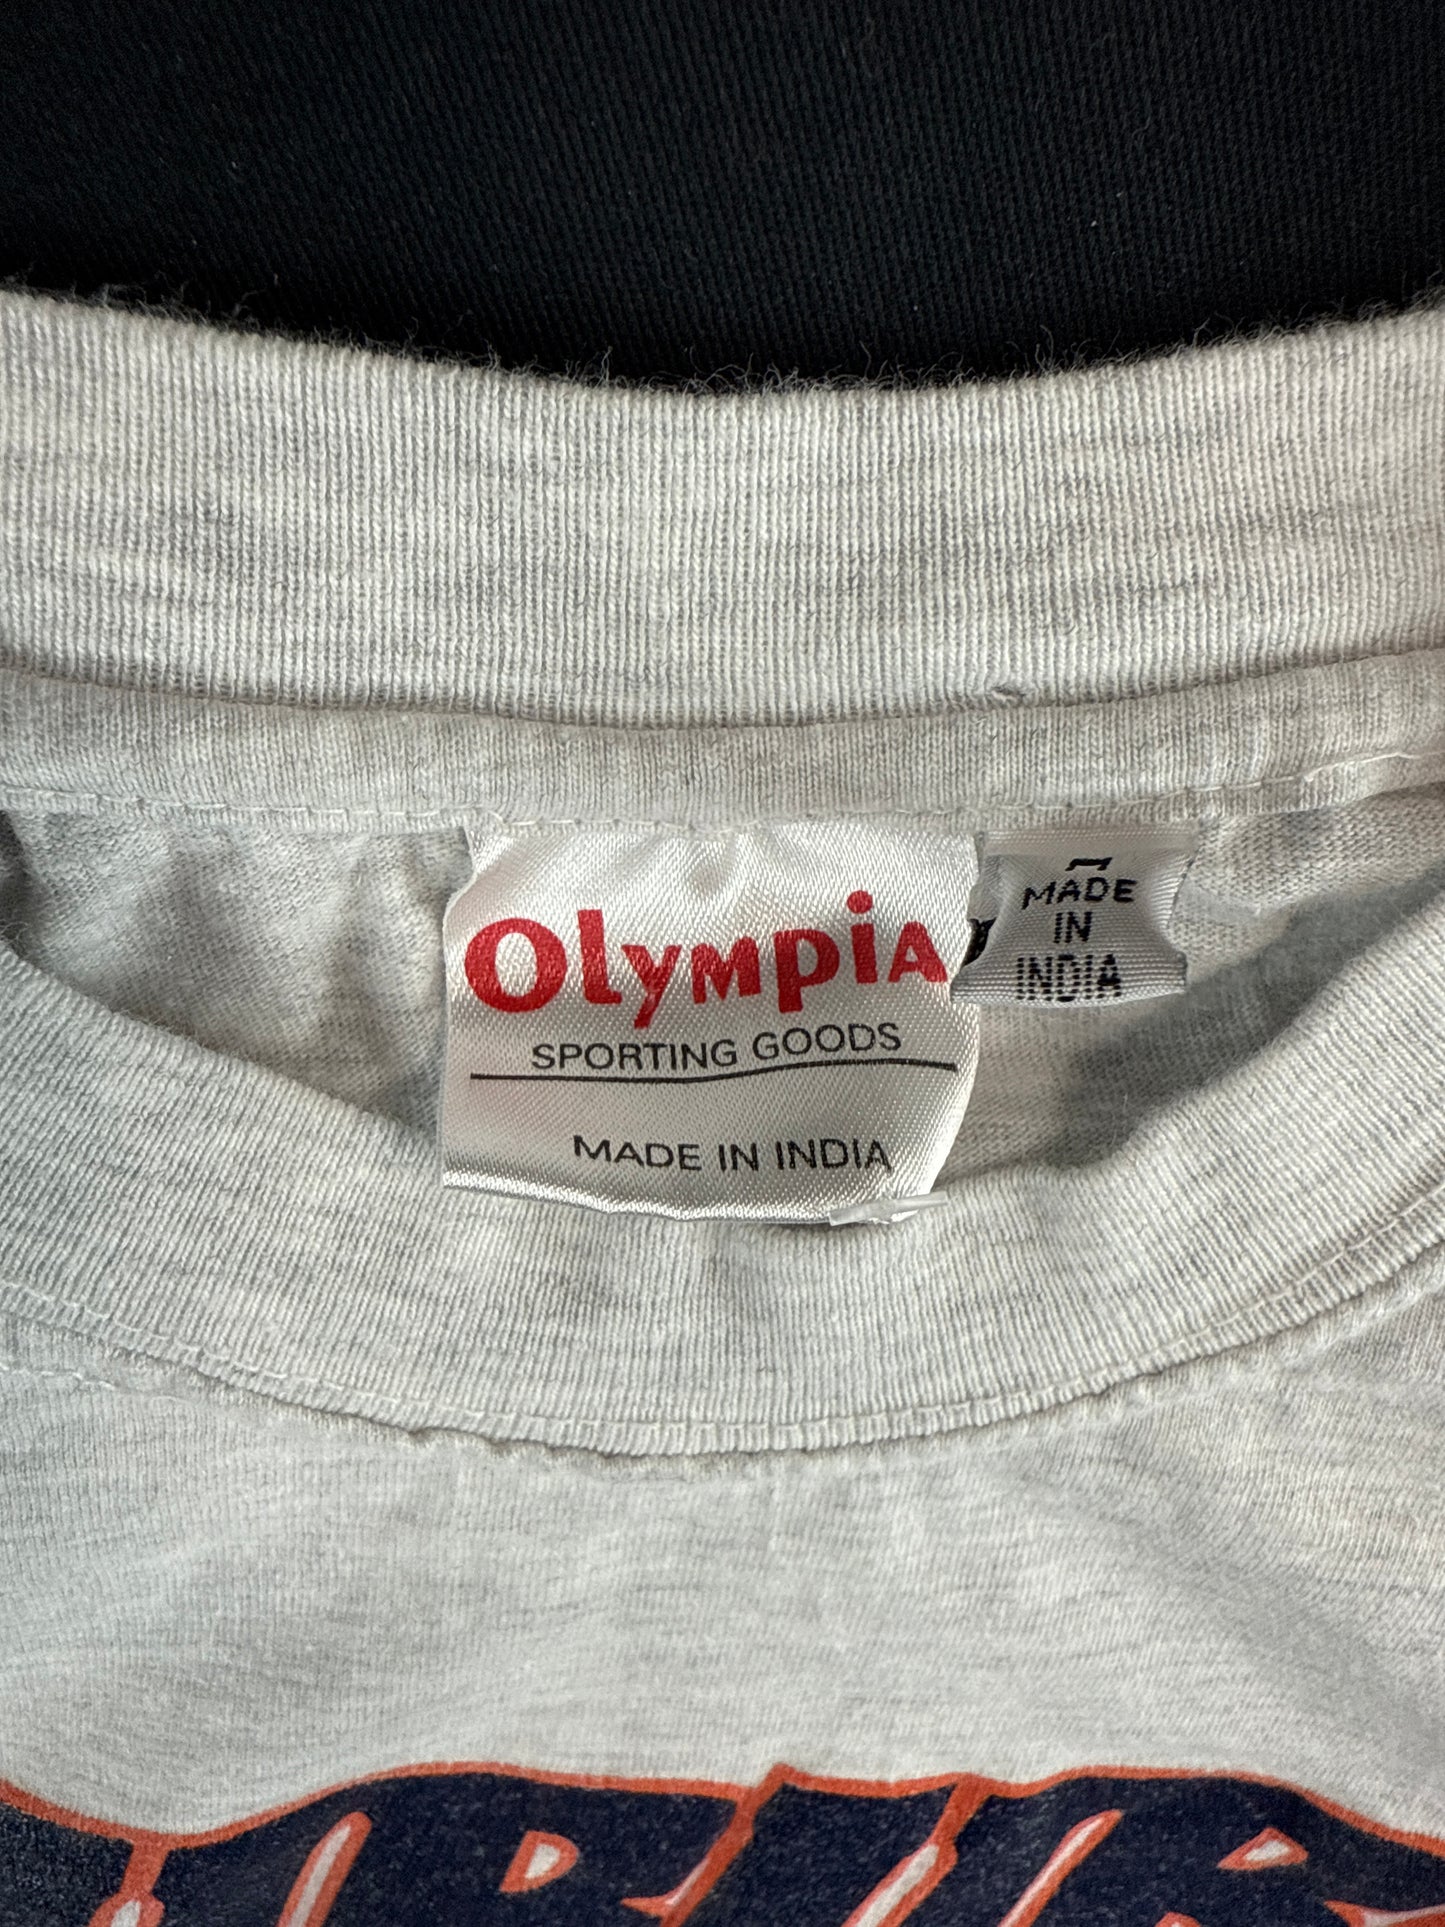 Olympia
SPORTING GOODS
MADE IN INDIA
MADE
IN
INDIA